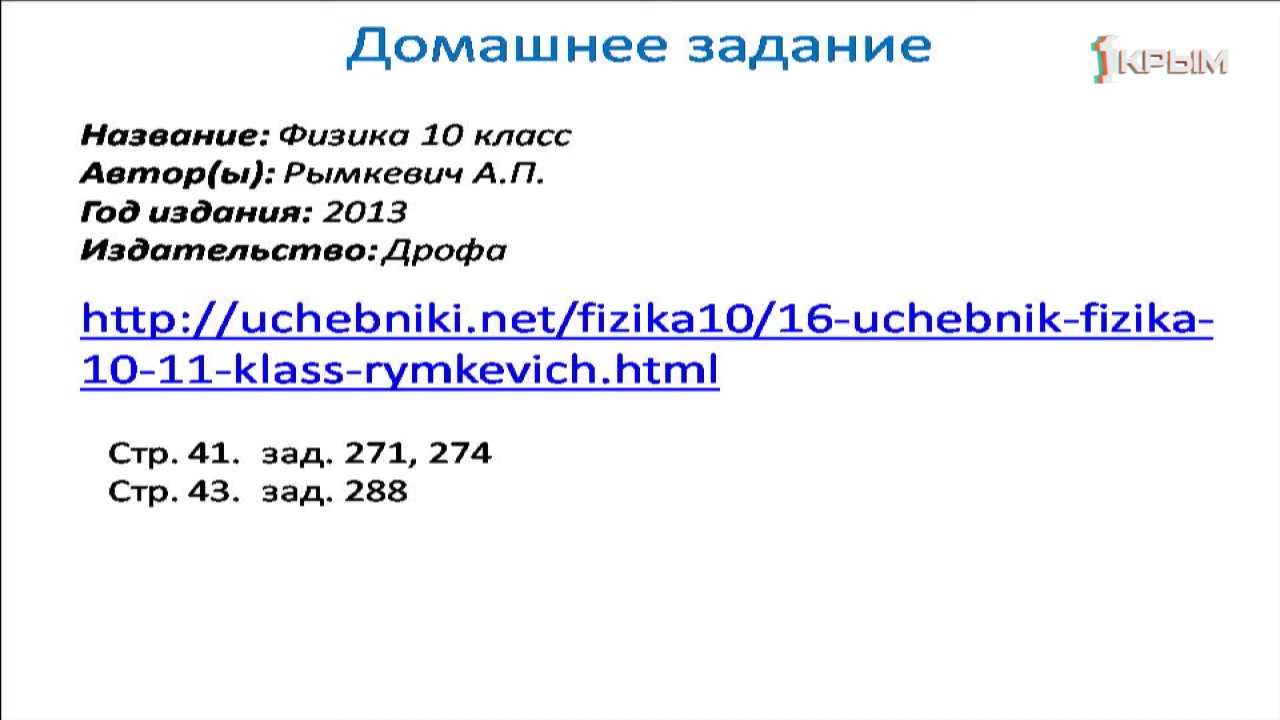 Домашнее задание
1 КРЫМ
Название: Физика 10 класс
Автор(ы): Рымкевич А.П.
Год издания: 2013
Издательство: Дрофа
http://uchebniki.net/fizika10/16-uchebnik-fizika-
10-11-klass-rymkevich.html
Стр. 41. зад. 271, 274
Стр. 43. зад. 288